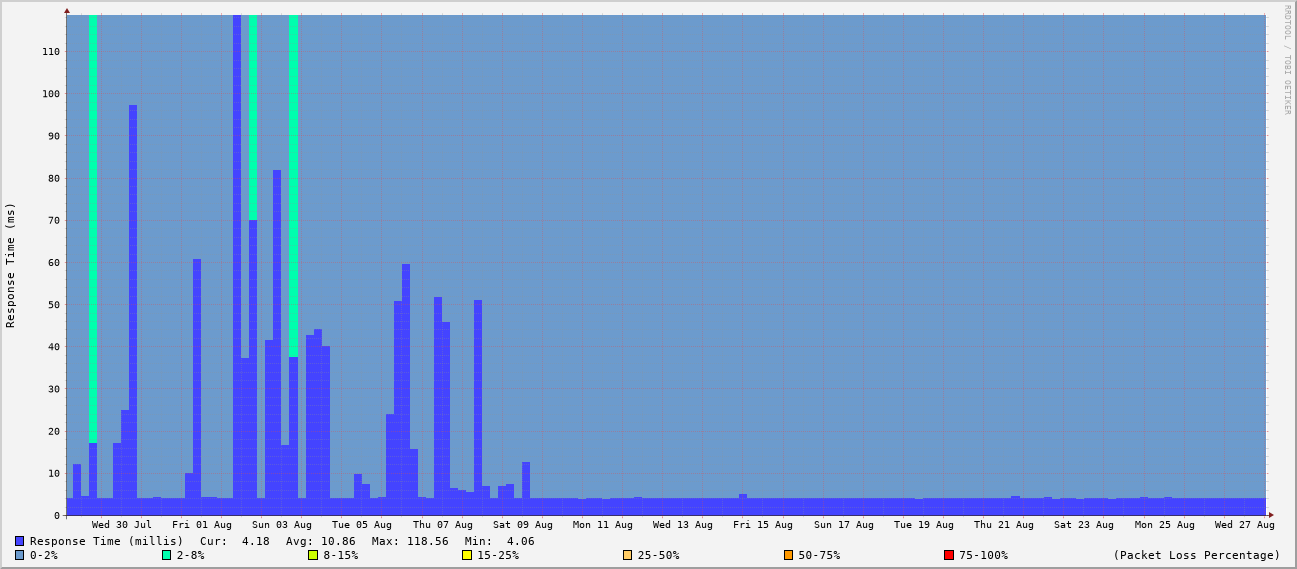 RRDTOOL / TOBI OETIKER
Response Time (ms)
110
100
90
80
70
60
50
40
30
20
10
0
Wed 30 Jul Fri 01 Aug Sun 03 Aug Tue 05 Aug Thu 07 Aug Sat 09 Aug Mon 11 Aug Wed 13 Aug Fri 15 Aug Sun 17 Aug Tue 19 Aug Thu 21 Aug Sat 23 Aug Mon 25 Aug Wed 27 Aug
Response Time (millis) Cur: 4.18 Avg: 10.86 Max: 118.56 Min: 4.06
0-2% 2-8% 8-15% 15-25% 25-50% 50-75% 75-100% (Packet Loss Percentage)